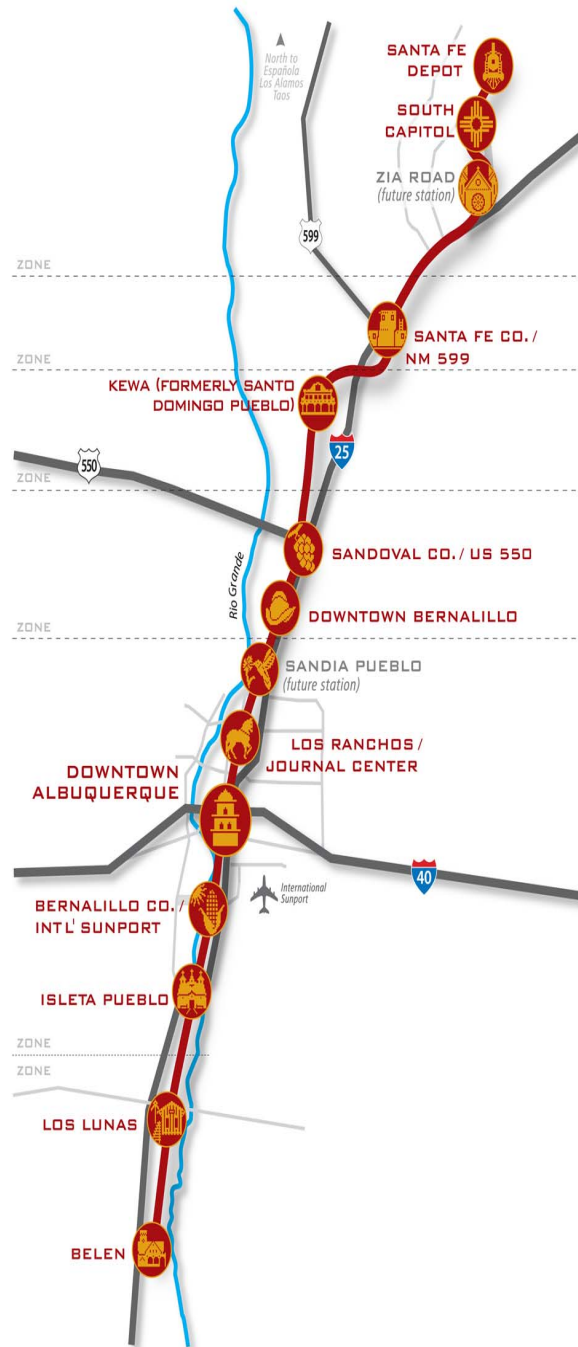 SANTA FE
DEPOT
North to
Española
Los Alamos
Taos
SOUTH
CAPITOL
ZIA ROAD
(future station)
599
ZONE
SANTA FE CO. /
NM 599
ZONE
KEWA (FORMERLY SANTO
DOMINGO PUEBLO)
25
550
ZONE
SANDOVAL CO. / US 550
Rio Grande
DOWNTOWN BERNALILLO
ZONE
SANDIA PUEBLO
(future station)
LOS RANCHOS /
JOURNAL CENTER
DOWNTOWN
ALBUQUERQUE
40
International
Sunport
BERNALILLO CO. /
INT'L' SUNPORT
ISLETA PUEBLO
ZONE
ZONE
LOS LUNAS
BELEN